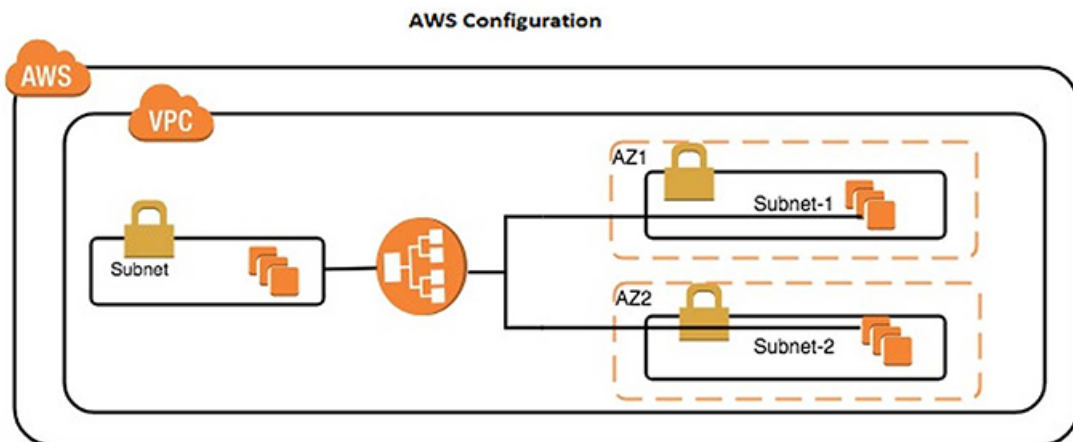 AWS Configuration
AWS
VPC
AZ1
Subnet-1
Subnet
AZ2
Subnet-2